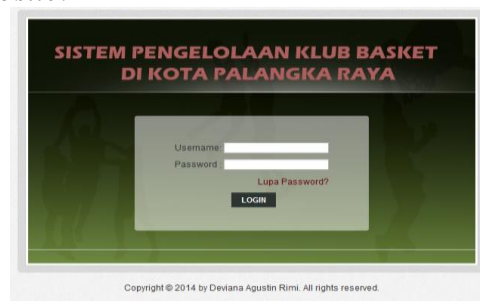 SISTEM PENGELOLAAN KLUB BASKET
DI KOTA PALANGKA RAYA
Username:
Password :
Lupa Password?
LOGIN
Copyright © 2014 by Deviana Agustin Rimi. All rights reserved.